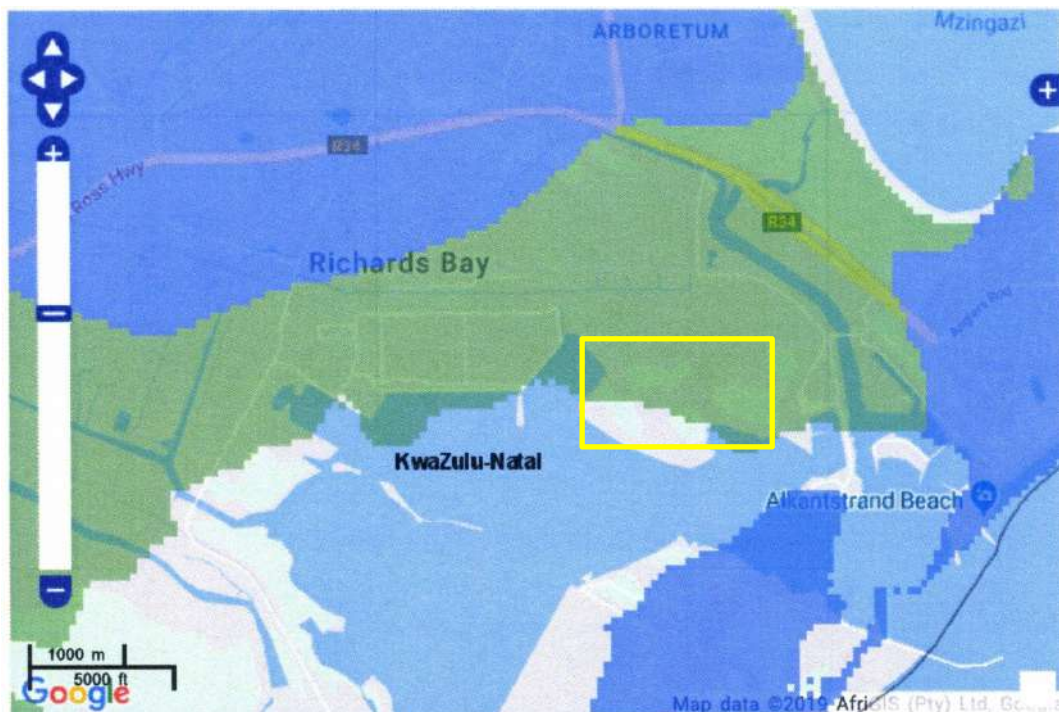 ARBORETUM
Mzingazi
R34
Ross Hwy
R34
Richards Bay
KwaZulu-Natal
Alkantstrand Beach
1000 m
5000 ft
Google
Map data ©2019 AfriGIS (Pty) Ltd,